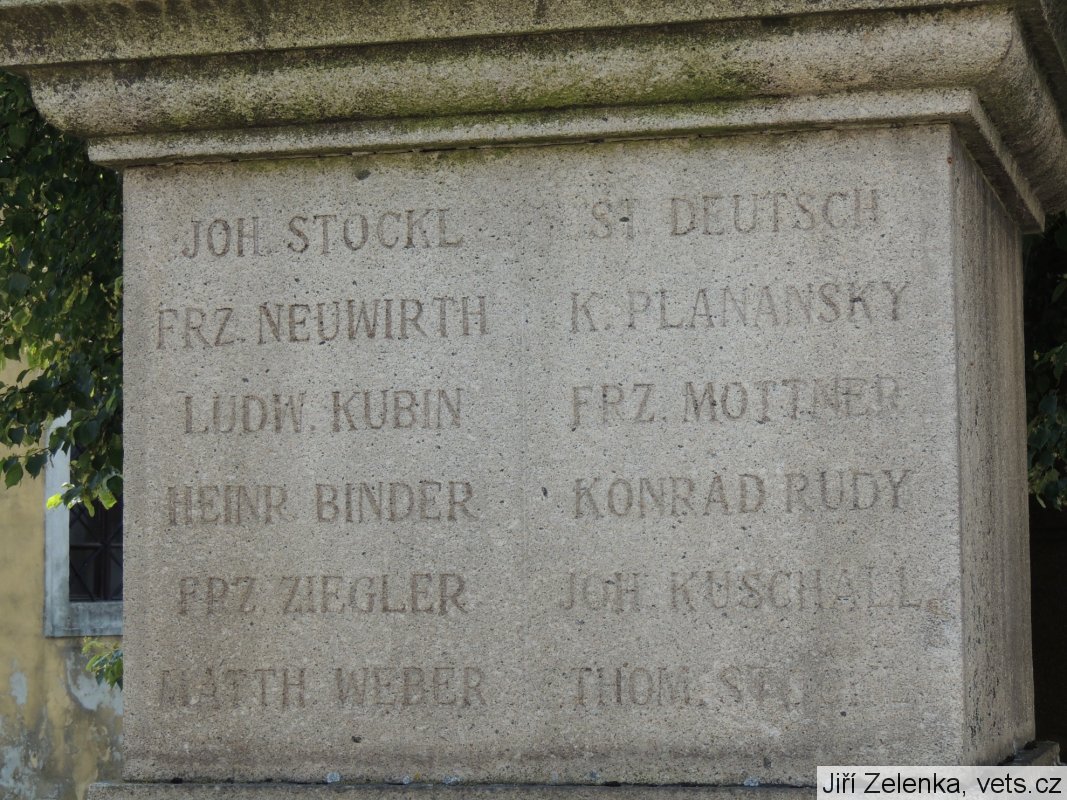 JOH. STÖCKL
FRZ. NEUWIRTH
LUDW. KUBIN
HEINR. BINDER
FRZ. ZIEGLER
MATTH. WEBER
ST. DEUTSCH
K. PLANANSKY
FRZ. MOTTNER
KONRAD RUDY
JOH. KUSCHALL
THOM.
Jiří Zelenka, vets.cz